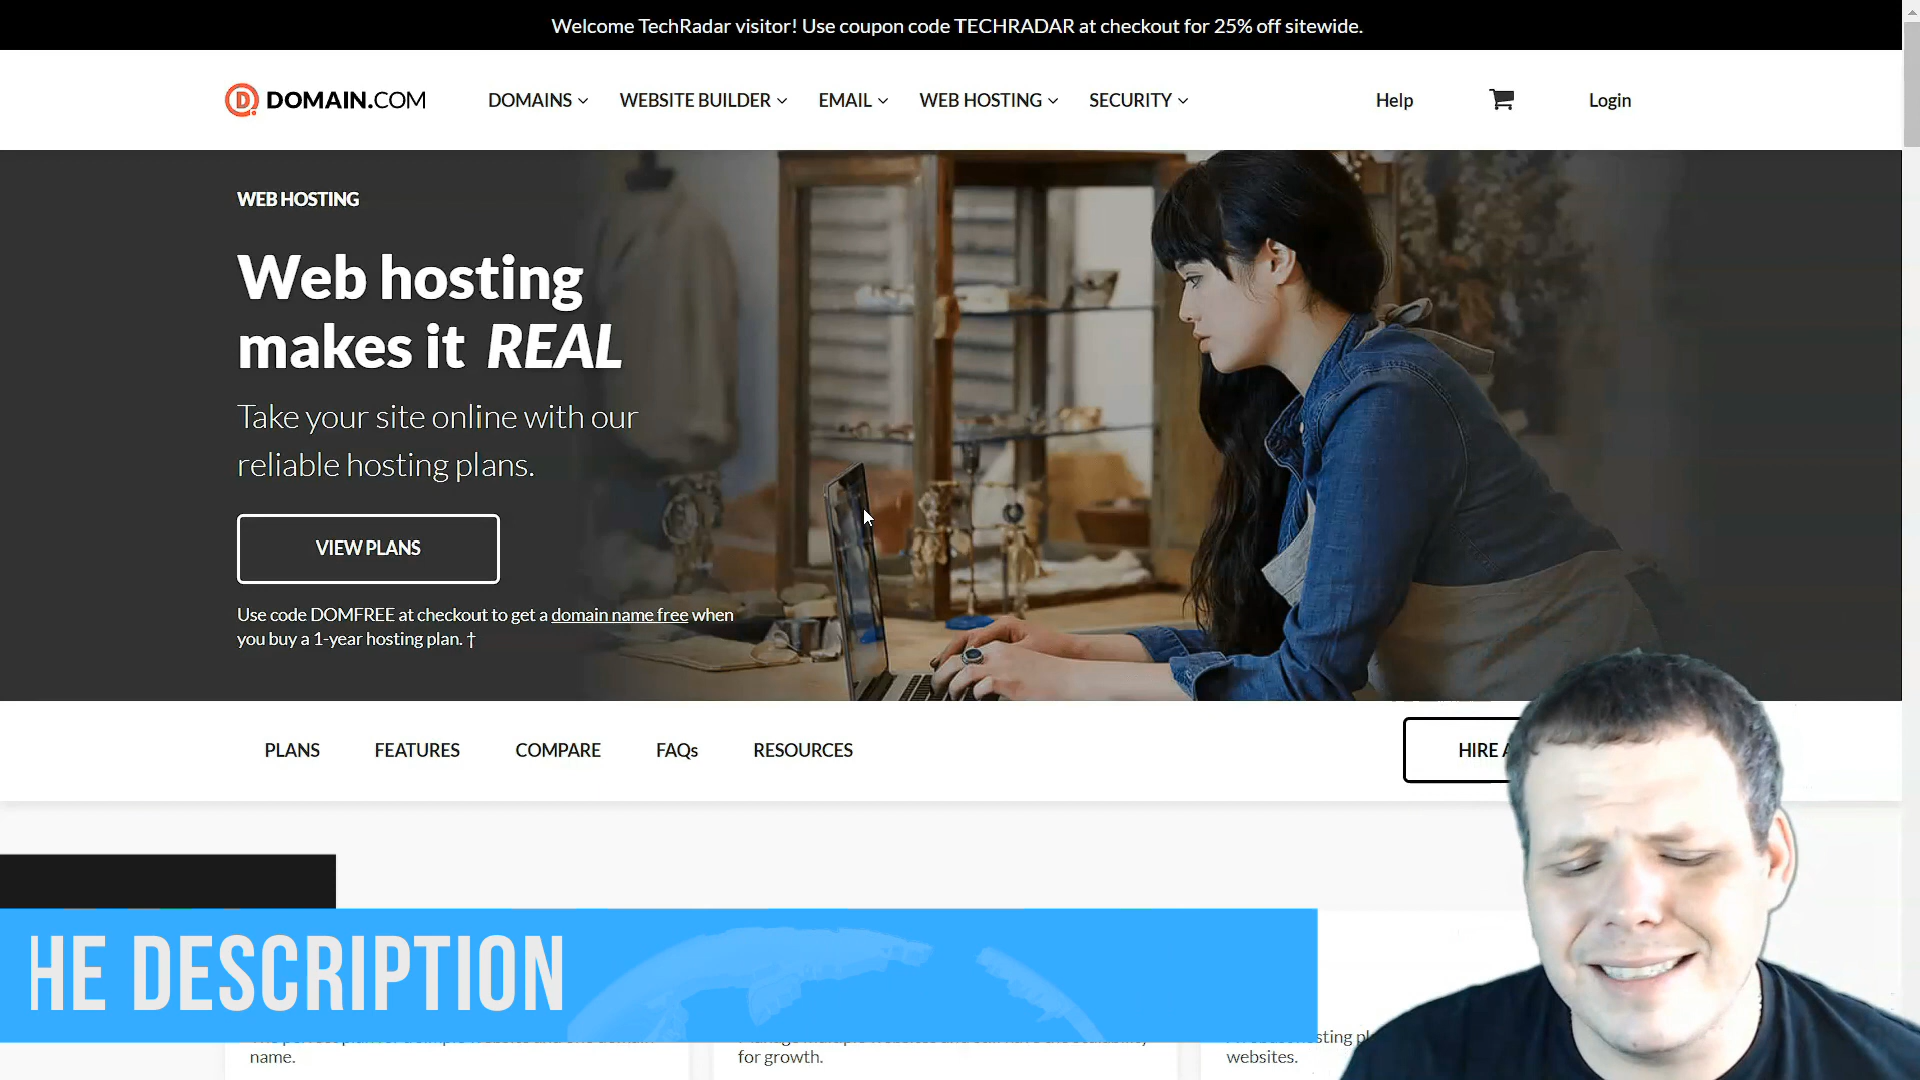 Welcome TechRadar visitor! Use coupon code TECHRADAR at checkout for 25% off sitewide.
DOMAIN.COM
DOMAINS
WEBSITE BUILDER
EMAIL
WEB HOSTING
SECURITY
Help
Login
WEB HOSTING
Web hosting
makes it REAL
Take your site online with our
reliable hosting plans.
VIEW PLANS
Use code DOMFREE at checkout to get a domain name free when
you buy a 1-year hosting plan. †
PLANS
FEATURES
COMPARE
FAQs
RESOURCES
HIRE
HE DESCRIPTION
name.
for growth.
websites.